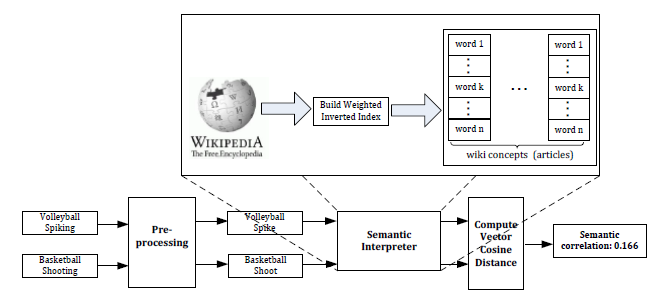 word 1
word 1
word k
...
word k
Build Weighted
Inverted Index
word n
word n
WIKIPEDIA
The Free Encyclopedia
wiki concepts (articles)
Volleyball
Spiking
Pre-
processing
Volleyball
Spike
Semantic
Interpreter
Compute
Vector
Cosine
Distance
Semantic
correlation: 0.166
Basketball
Shooting
Basketball
Shoot
Ω
И